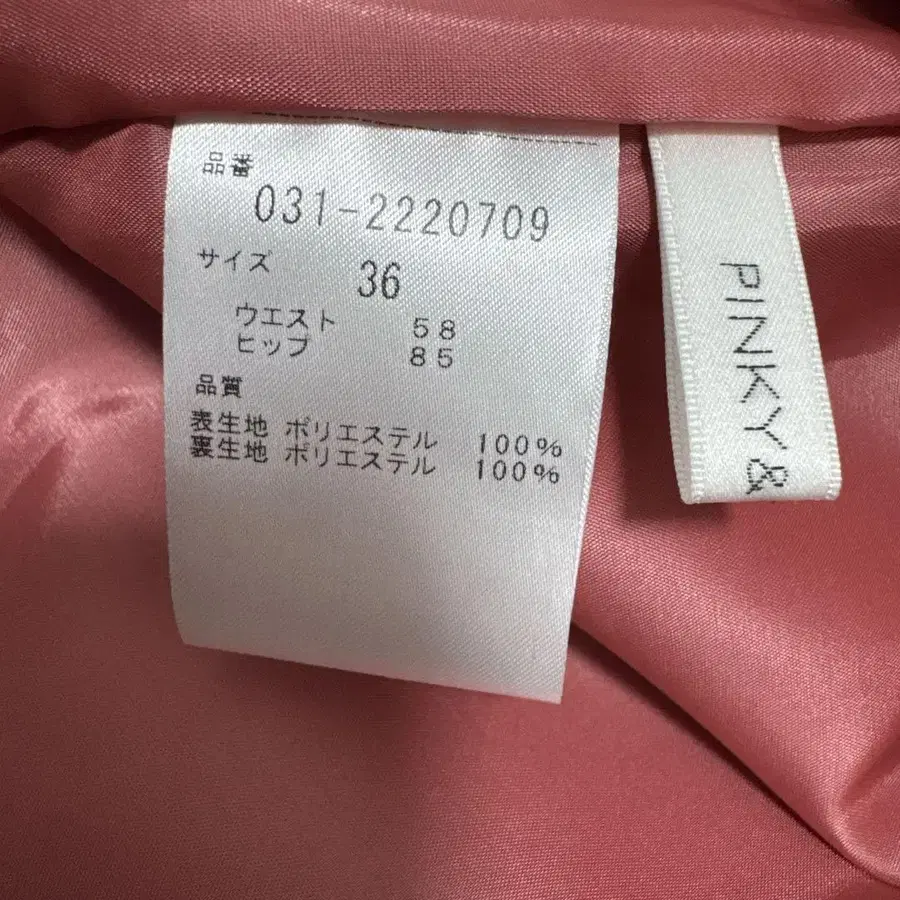 品番
031-2220709
サイズ 36
ウエスト 58
ヒップ 85
品質
表生地 ポリエステル 100%
裏生地 ポリエステル 100%
PINKY&